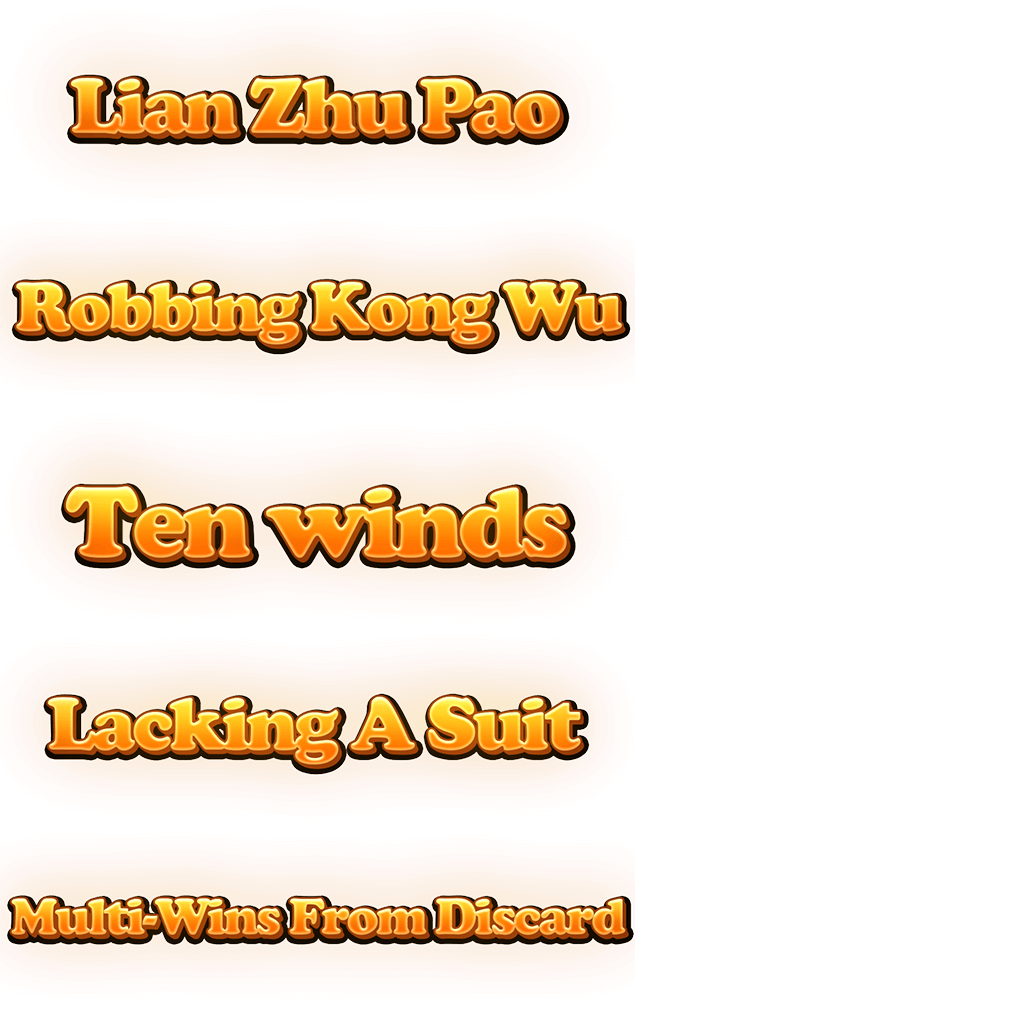 Lian Zhu Pao
Robbing Kong Wu
Ten winds
Lacking A Suit
Multi-Wins From Discard